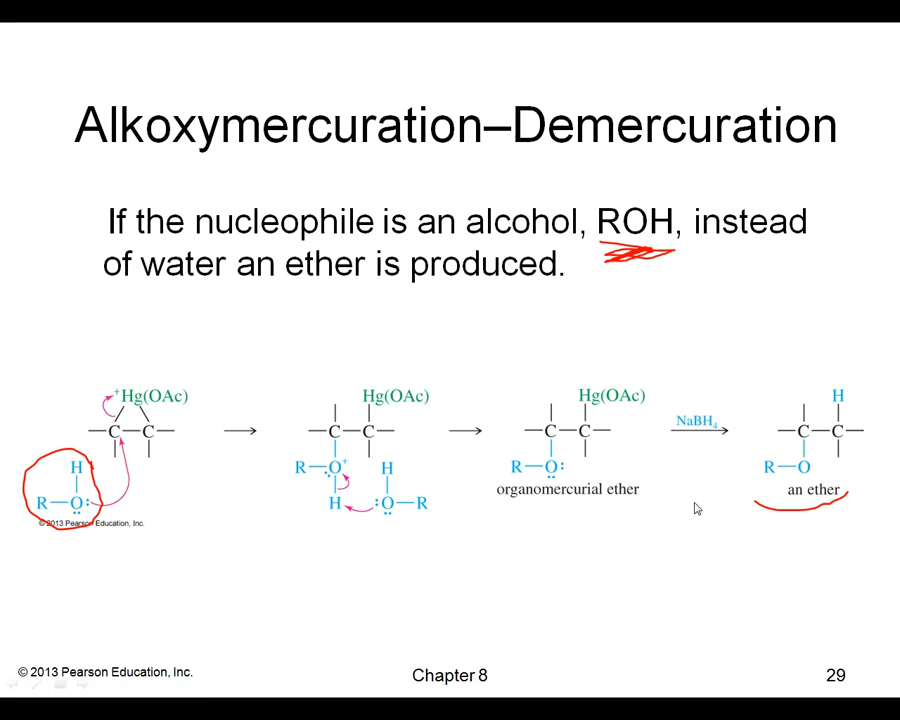 Alkoxymercuration–Demercuration
If the nucleophile is an alcohol, ROH, instead
of water an ether is produced.
+Hg(OAc)
C—C
H
R—O:
© 2013 Pearson Education, Inc.
Hg(OAc)
C—C
R—O+ H
H :O—R
Hg(OAc)
C—C
R—O:
organomercurial ether
NaBH4
H
C—C
R—O
an ether
© 2013 Pearson Education, Inc.
Chapter 8
29